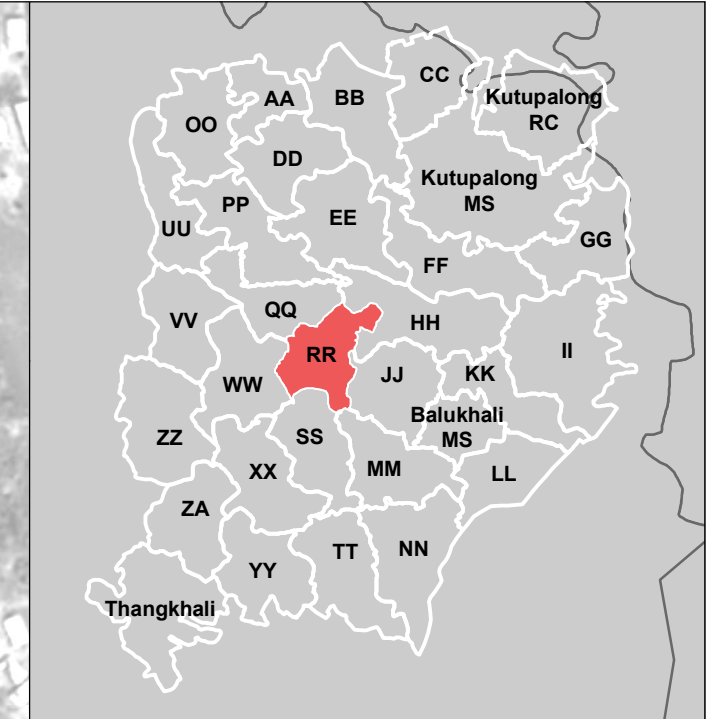 CC
AA
BB
Kutupalong
RC
OO
DD
Kutupalong
MS
PP
EE
UU
GG
FF
QQ
VV
HH
RR
II
WW
JJ
KK
Balukhali
MS
ZZ
SS
XX
MM
LL
ZA
TT
NN
YY
Thangkhali